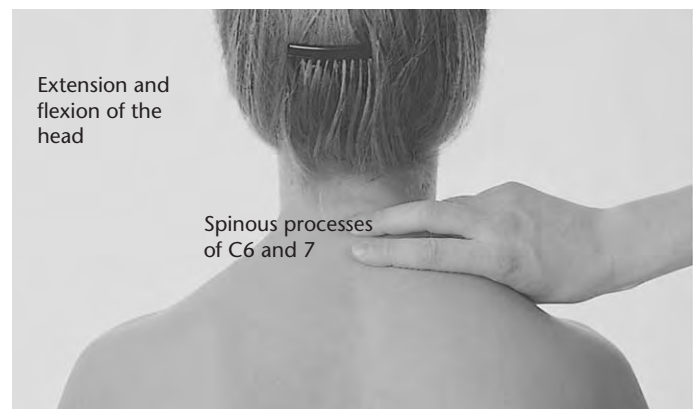 Extension and
flexion of the
head
Spinous processes
of C6 and 7